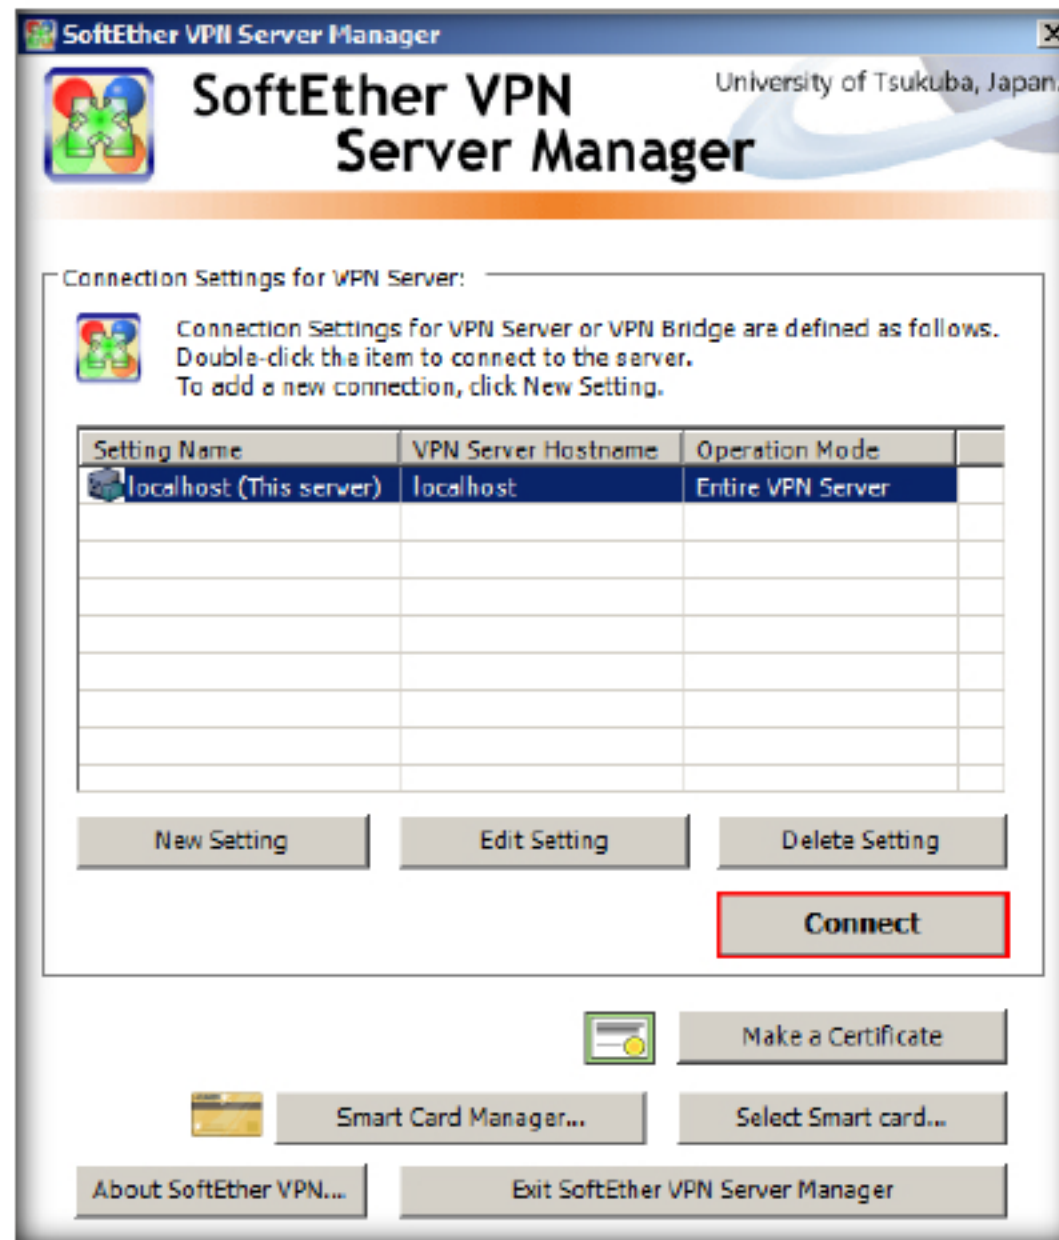 SoftEther VPN Server Manager
SoftEther VPN
Server Manager
University of Tsukuba, Japan.
Connection Settings for VPN Server:
Connection Settings for VPN Server or VPN Bridge are defined as follows.
Double-click the item to connect to the server.
To add a new connection, click New Setting.
Setting Name VPN Server Hostname Operation Mode
localhost (This server) localhost Entire VPN Server
New Setting Edit Setting Delete Setting
Connect
Make a Certificate
Smart Card Manager... Select Smart card...
About SoftEther VPN... Exit SoftEther VPN Server Manager